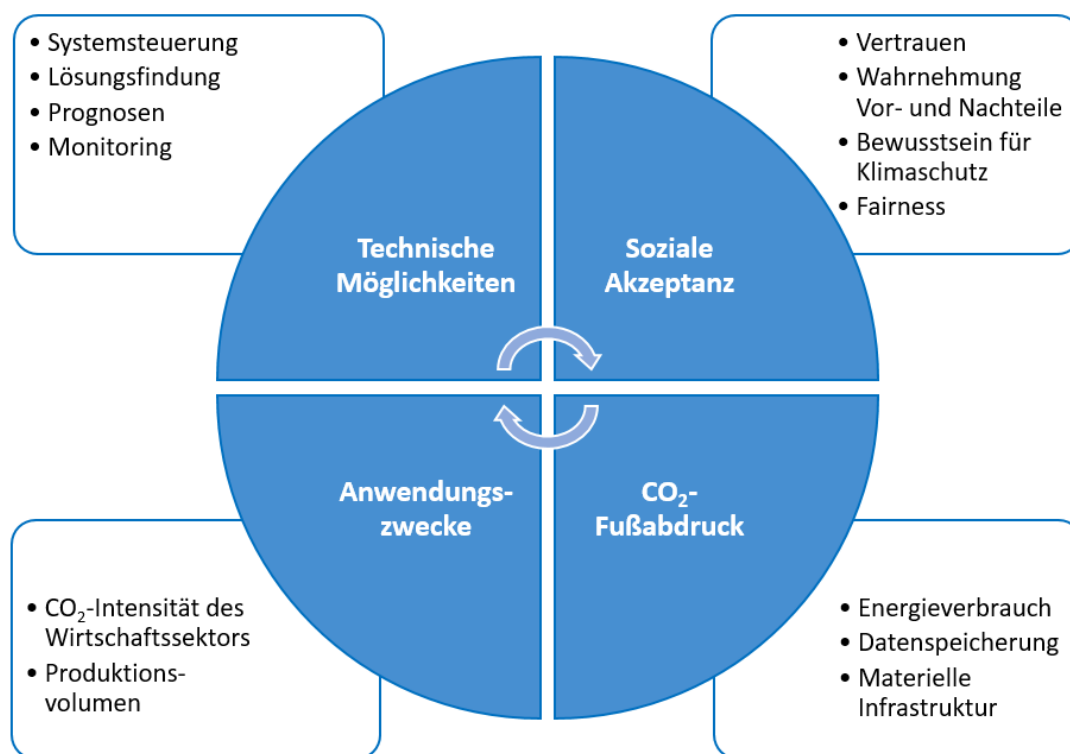 • Systemsteuerung
• Lösungsfindung
• Prognosen
• Monitoring
• Vertrauen
• Wahrnehmung
Vor- und Nachteile
• Bewusstsein für
Klimaschutz
• Fairness
Technische
Möglichkeiten
Soziale
Akzeptanz
Anwendungs-
zwecke
CO₂-
Fußabdruck
• CO₂-Intensität des
Wirtschaftssektors
• Produktions-
volumen
• Energieverbrauch
• Datenspeicherung
• Materielle
Infrastruktur